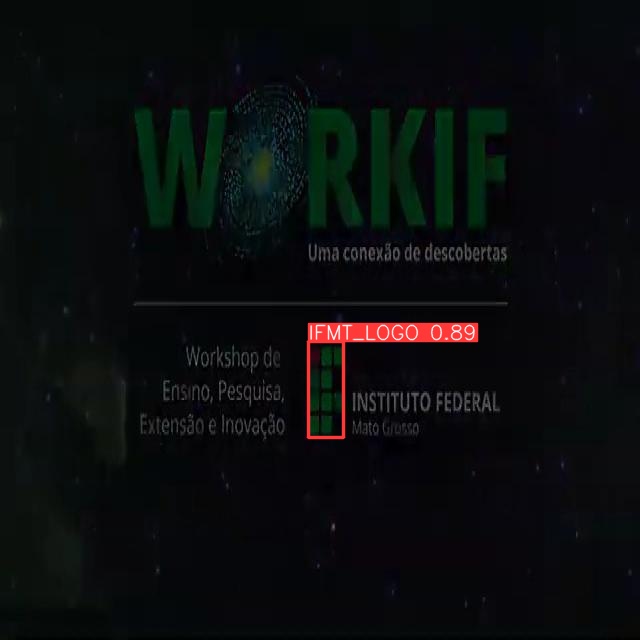 WORKIF
Uma conexão de descobertas
IFMT_LOGO 0.89
Workshop de
Ensino, Pesquisa,
Extensão e Inovação
INSTITUTO FEDERAL
Mato Grosso